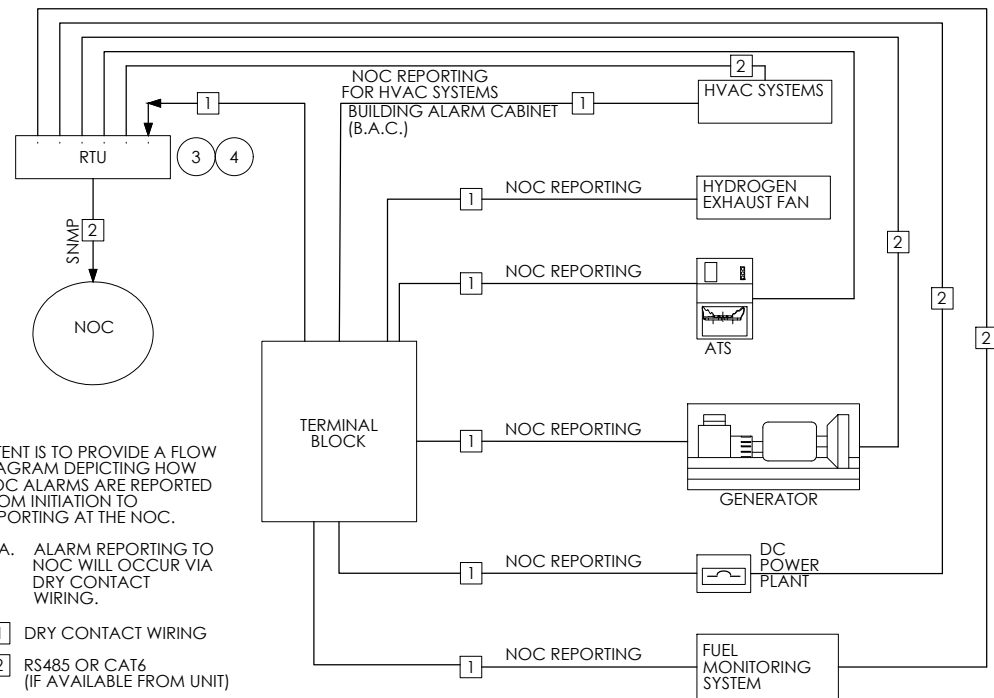 NOC REPORTING
FOR HVAC SYSTEMS
BUILDING ALARM CABINET
(B.A.C.)
1
1
2
HVAC SYSTEMS
RTU
3
4
1
NOC REPORTING
HYDROGEN
EXHAUST FAN
SNMP
2
NOC
1
NOC REPORTING
ATS
2
2
2
TERMINAL
BLOCK
1
NOC REPORTING
GENERATOR
1
NOC REPORTING
DC
POWER
PLANT
1
NOC REPORTING
FUEL
MONITORING
SYSTEM
TENT IS TO PROVIDE A FLOW
AGRAM DEPICTING HOW
OC ALARMS ARE REPORTED
OM INITIATION TO
PORTING AT THE NOC.
A. ALARM REPORTING TO
NOC WILL OCCUR VIA
DRY CONTACT
WIRING.
1 DRY CONTACT WIRING
2 RS485 OR CAT6
(IF AVAILABLE FROM UNIT)